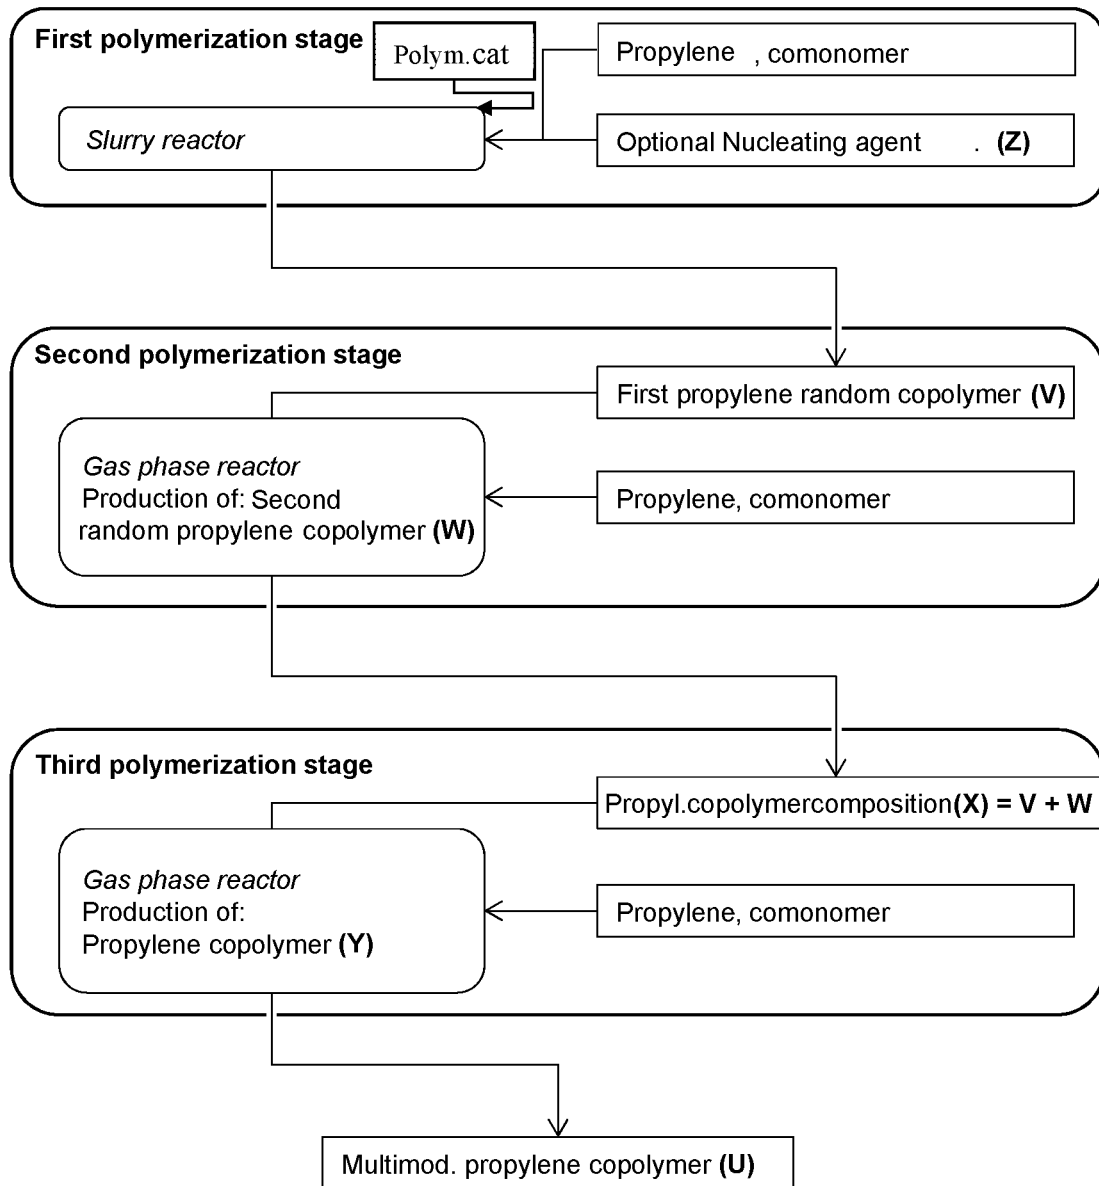 First polymerization stage
Polym.cat
Propylene , comonomer
Slurry reactor
Optional Nucleating agent . (Z)
Second polymerization stage
First propylene random copolymer (V)
Gas phase reactor
Production of: Second
random propylene copolymer (W)
Propylene, comonomer
Third polymerization stage
Propyl.copolymercomposition(X) = V + W
Gas phase reactor
Production of:
Propylene copolymer (Y)
Propylene, comonomer
Multimod. propylene copolymer (U)